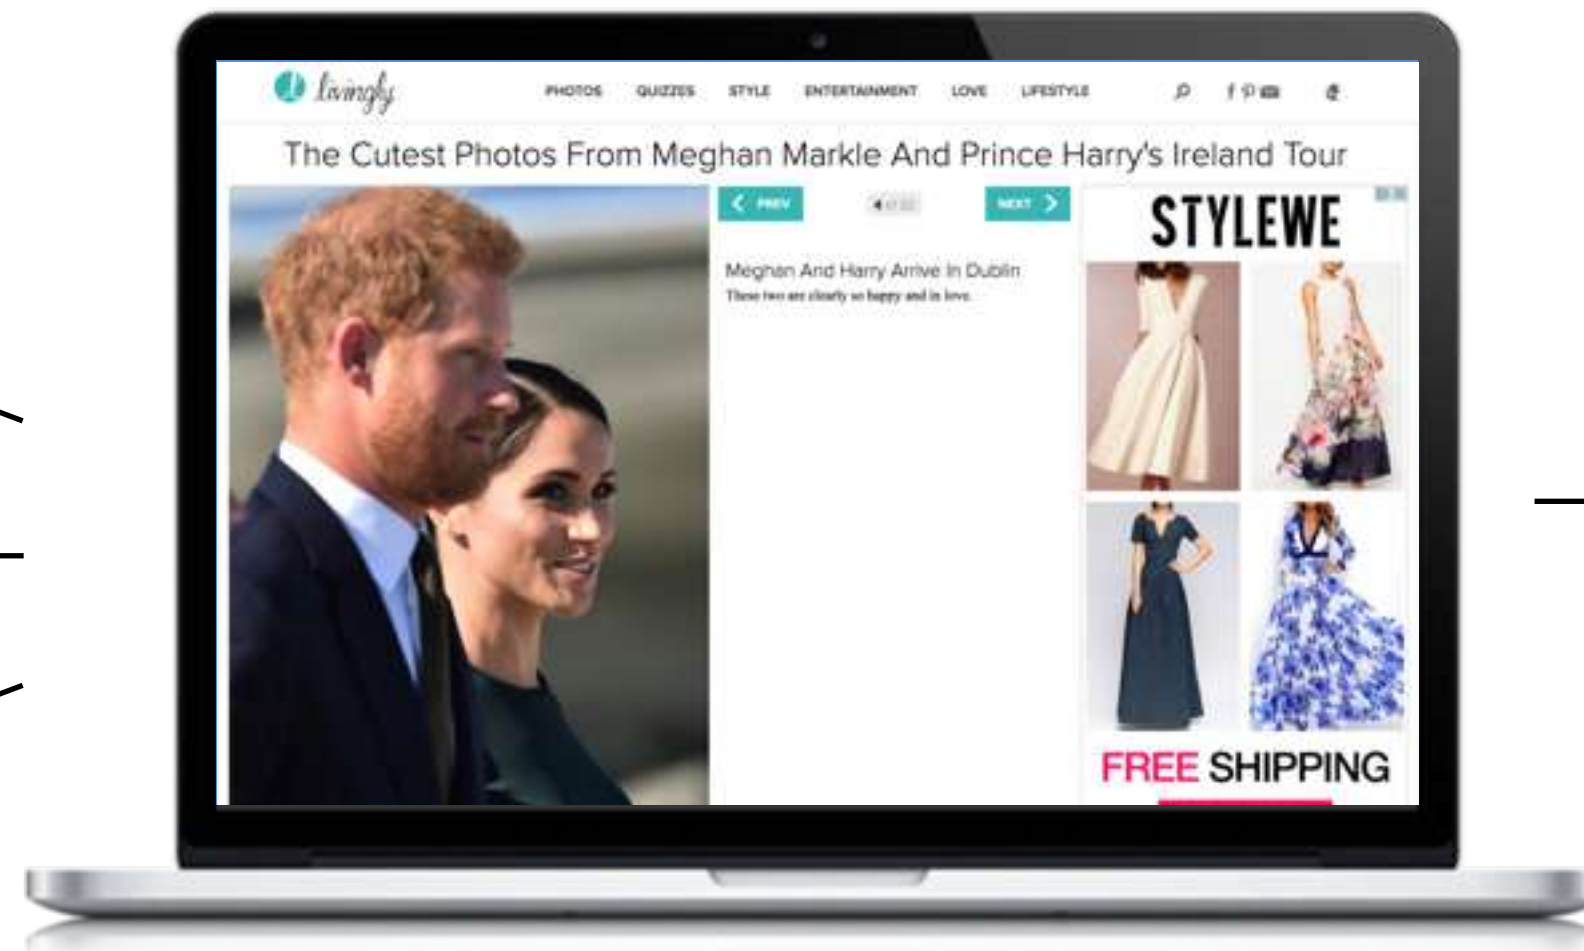 livingly
PHOTOS QUIZZES STYLE ENTERTAINMENT LOVE LIFESTYLE
The Cutest Photos From Meghan Markle And Prince Harry's Ireland Tour
PREV
NEXT
Meghan And Harry Arrive In Dublin
These two are clearly so happy and in love.
STYLEWE
FREE SHIPPING